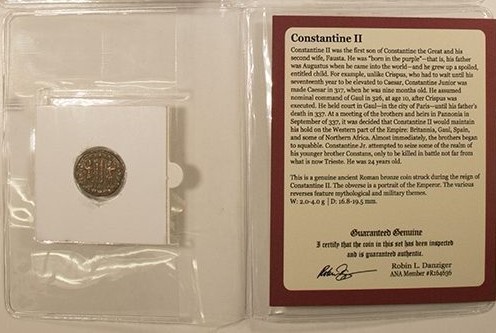 Constantine II
Constantine II was the first son of Constantine the Great and his
second wife, Fausta. He was "born in the purple"—that is, his father
was Augustus when he came into the world—and he grew up a spoiled,
entitled child. For example, unlike Crispus, who had to wait until his
seventeenth year to be elevated to Caesar, Constantine Junior was
made Caesar in 317, when he was nine months old. He assumed
nominal command of Gaul in 326, at age 10, after Crispus was
executed. He held court in Gaul—in the city of Paris—until his father's
death in 337. At a meeting of the brothers and heirs in Pannonia in
September of 337, it was decided that Constantine II would maintain
his hold on the Western part of the Empire: Britannia, Gaul, Spain,
and some of Northern Africa. Almost immediately, the brothers began
to squabble. Constantine Jr. attempted to seize some of the realm of
his younger brother Constans, only to be killed in battle not far from
what is now Trieste. He was 24 years old.
This is a genuine ancient Roman bronze coin struck during the reign of
Constantine II. The obverse is a portrait of the Emperor. The various
reverses feature mythological and military themes.
W: 2.0-4.0 g | D: 16.8-19.5 mm.
Guaranteed Genuine
I certify that the coin in this set has been inspected
and is guaranteed authentic.
Robin L. Danziger
ANA Member #R164636